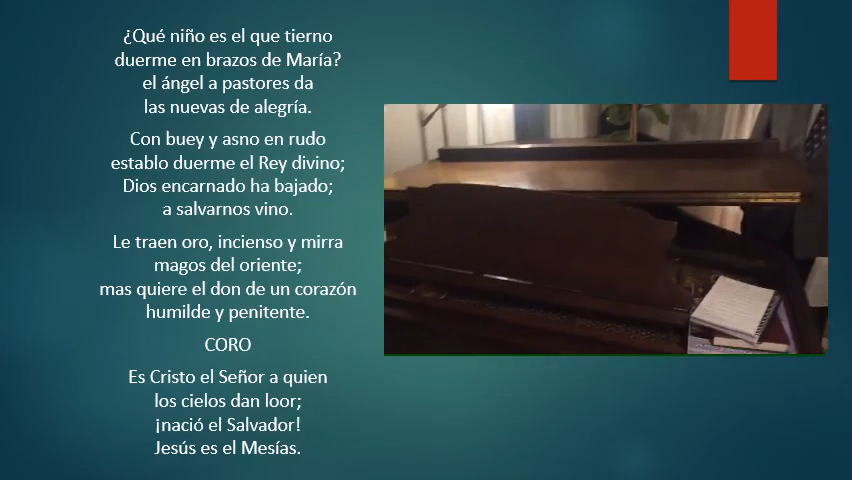 ¿Qué niño es el que tierno
duerme en brazos de María?
el ángel a pastores da
las nuevas de alegría.
Con buey y asno en rudo
establo duerme el Rey divino;
Dios encarnado ha bajado;
a salvarnos vino.
Le traen oro, incienso y mirra
magos del oriente;
mas quiere el don de un corazón
humilde y penitente.
CORO
Es Cristo el Señor a quien
los cielos dan loor;
¡nació el Salvador!
Jesús es el Mesías.